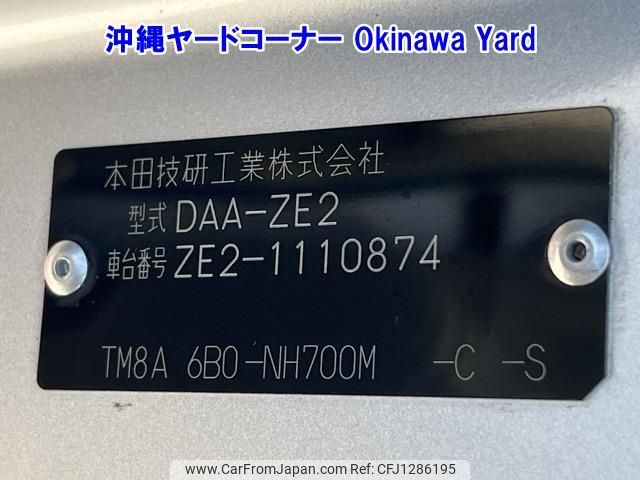 沖縄ヤードコーナー Okinawa Yard
本田技研工業株式会社
型式 DAA-ZE2
車台番号 ZE2-1110874
TM8A 6B0-NH700M -C -S
www.CarFromJapan.com CFJ1286195